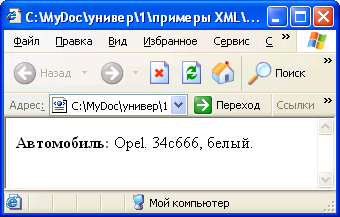 C:\MyDoc\универ\1\примеры XML\...
Файл Правка Вид Избранное Сервис С »
Назад » Поиск
Адрес: C:\MyDoc\универ\1 Переход Ссылки »
Автомобиль: Opel. 34с666, белый.
Мой компьютер